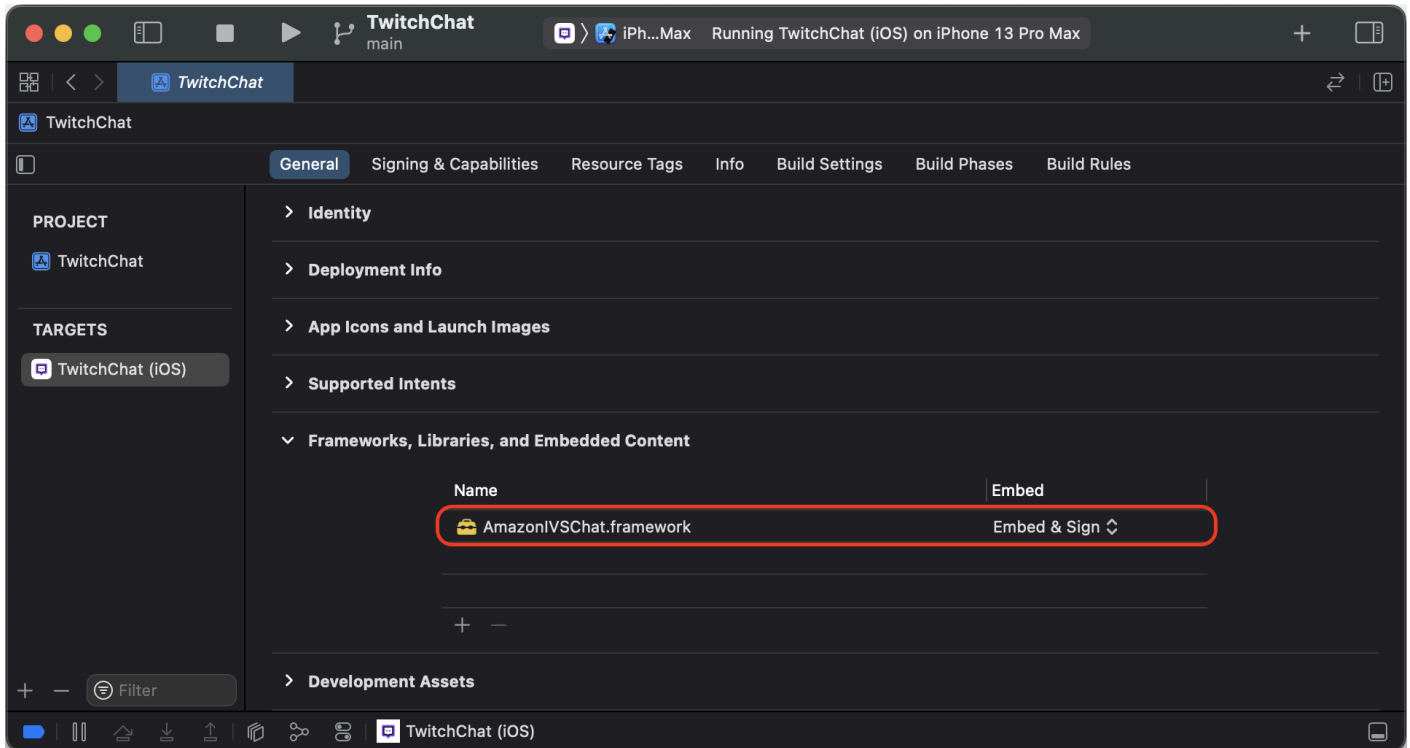 TwitchChat
main
iPh...Max Running TwitchChat (iOS) on iPhone 13 Pro Max
TwitchChat
TwitchChat
General Signing & Capabilities Resource Tags Info Build Settings Build Phases Build Rules
PROJECT
TwitchChat
TARGETS
TwitchChat (iOS)
Identity
Deployment Info
App Icons and Launch Images
Supported Intents
Frameworks, Libraries, and Embedded Content
Name Embed
AmazonIVSChat.framework Embed & Sign
Development Assets
Filter
TwitchChat (iOS)